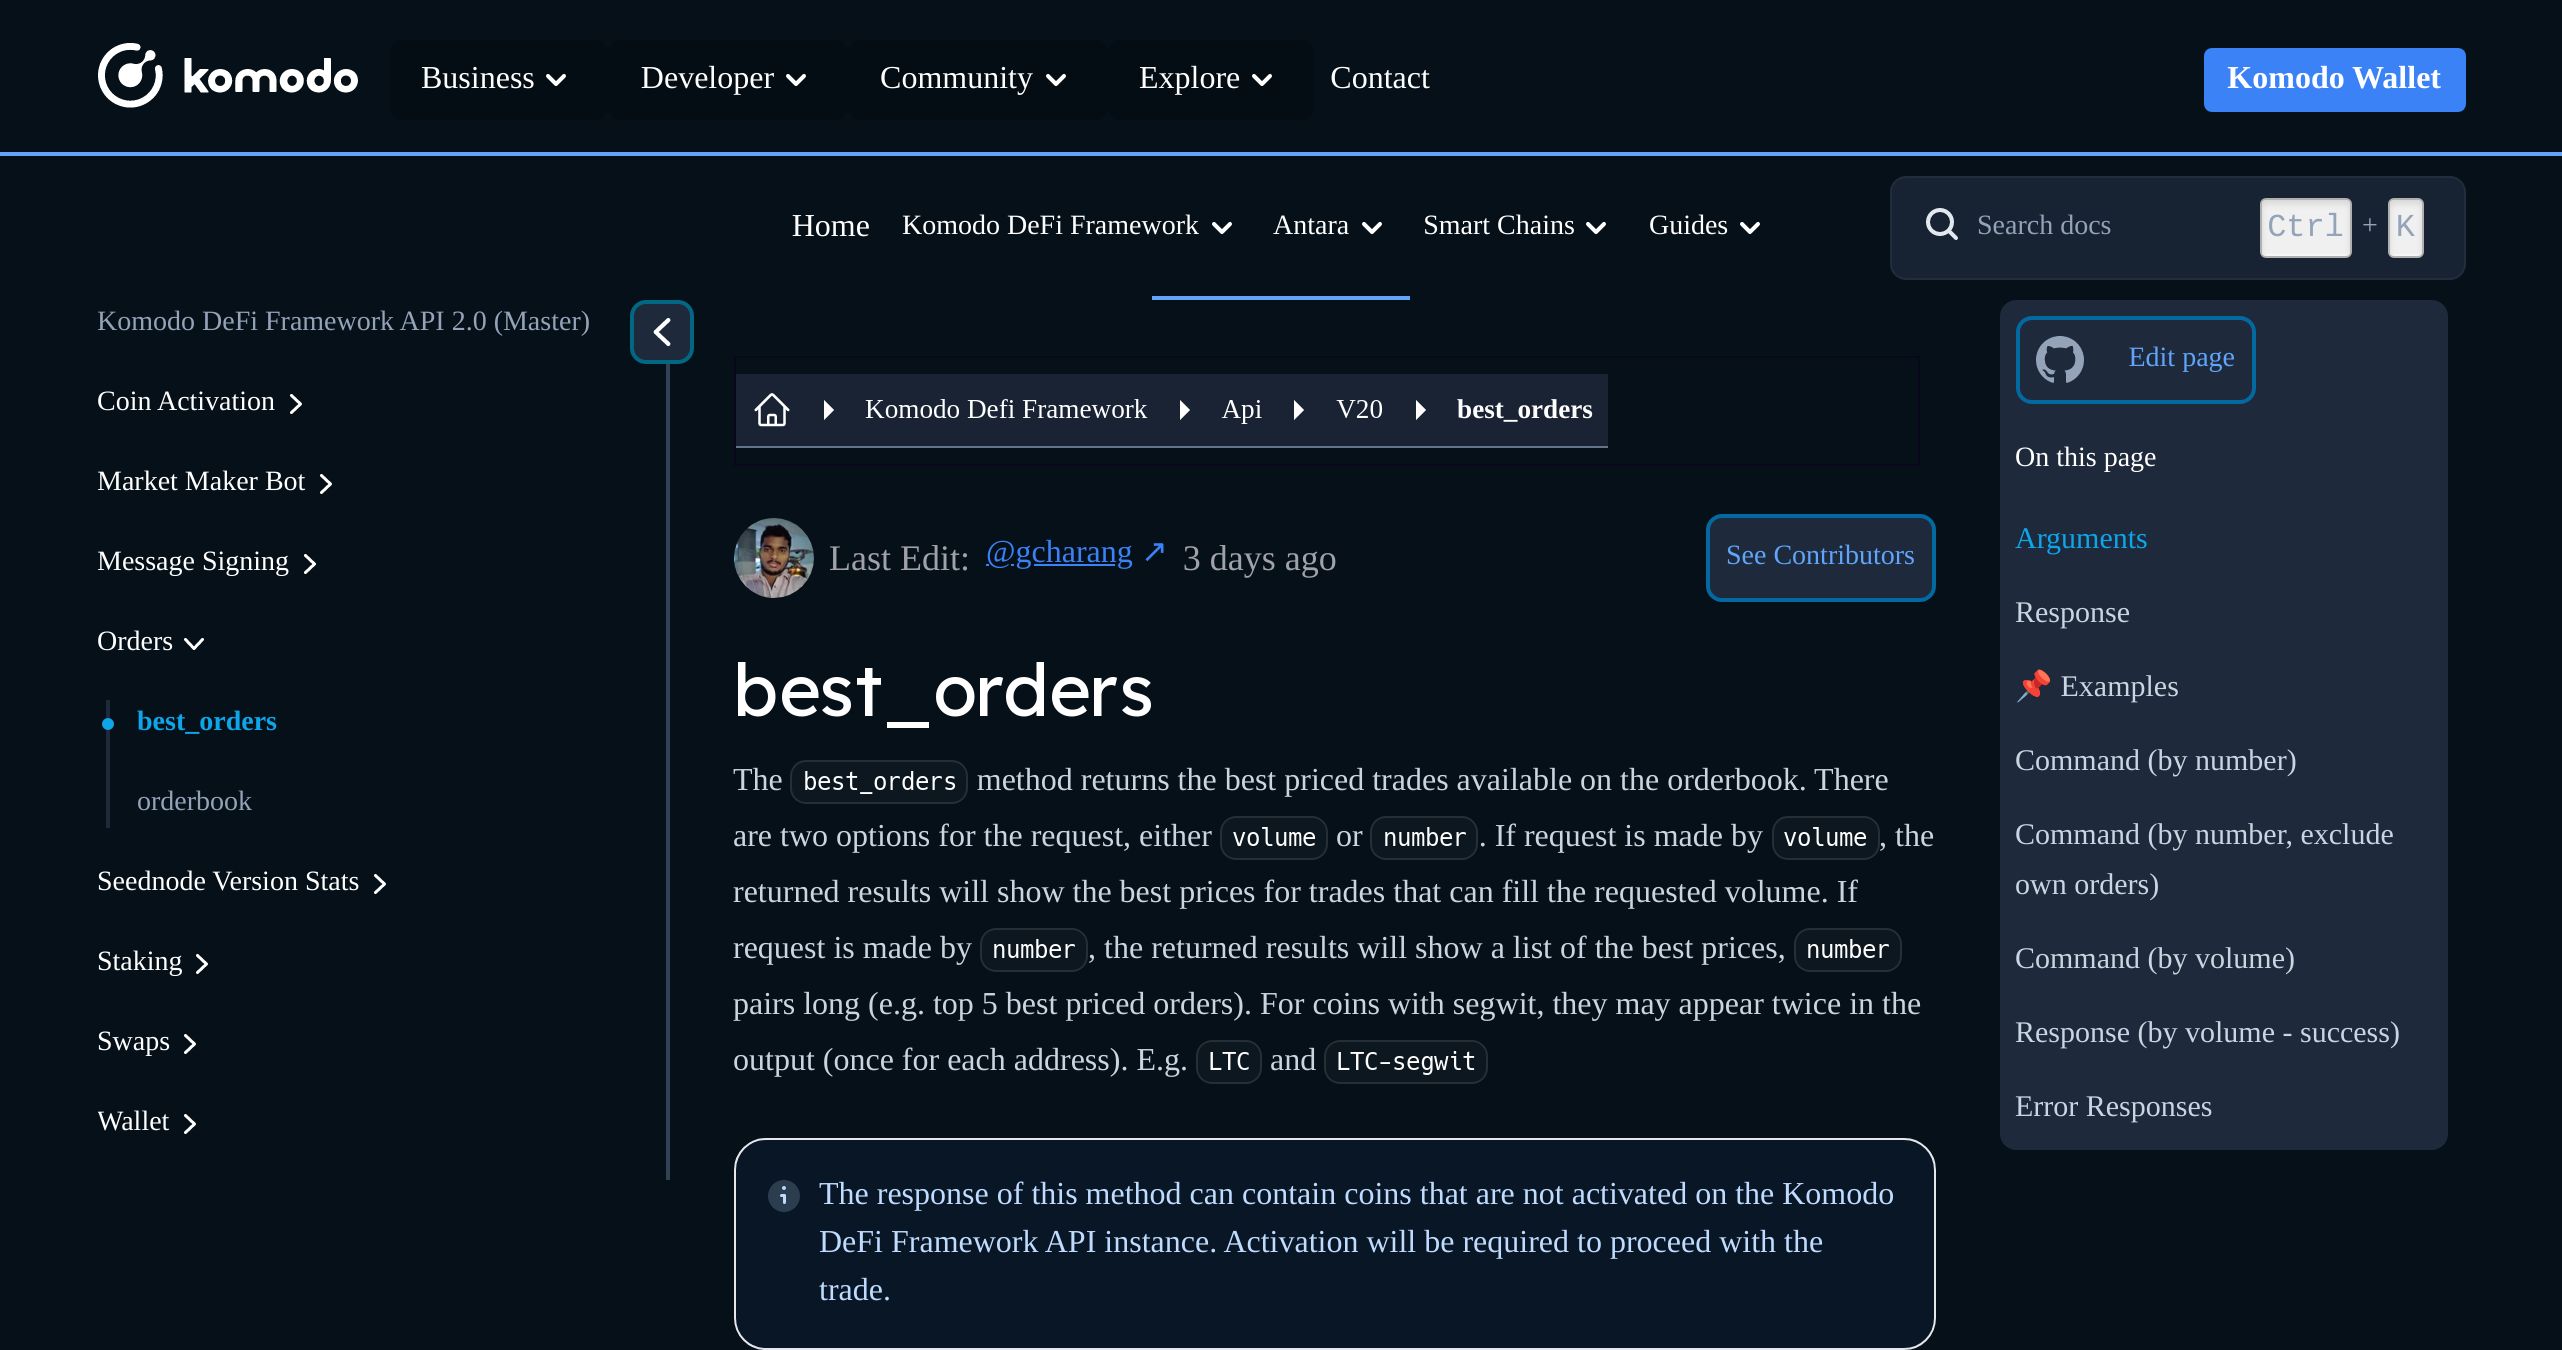 komodo
Business
Developer
Community
Explore
Contact
Komodo Wallet
Home
Komodo DeFi Framework
Antara
Smart Chains
Guides
Search docs
Ctrl + K
Komodo DeFi Framework API 2.0 (Master)
Coin Activation
Market Maker Bot
Message Signing
Orders
best_orders
orderbook
Seednode Version Stats
Staking
Swaps
Wallet
Komodo Defi Framework
Api
V20
best_orders
Last Edit: @gcharang ↗ 3 days ago
See Contributors
best_orders
The best_orders method returns the best priced trades available on the orderbook. There
are two options for the request, either volume or number. If request is made by volume, the
returned results will show the best prices for trades that can fill the requested volume. If
request is made by number, the returned results will show a list of the best prices, number
pairs long (e.g. top 5 best priced orders). For coins with segwit, they may appear twice in the
output (once for each address). E.g. LTC and LTC-segwit
The response of this method can contain coins that are not activated on the Komodo
DeFi Framework API instance. Activation will be required to proceed with the
trade.
Edit page
On this page
Arguments
Response
📌 Examples
Command (by number)
Command (by number, exclude
own orders)
Command (by volume)
Response (by volume - success)
Error Responses